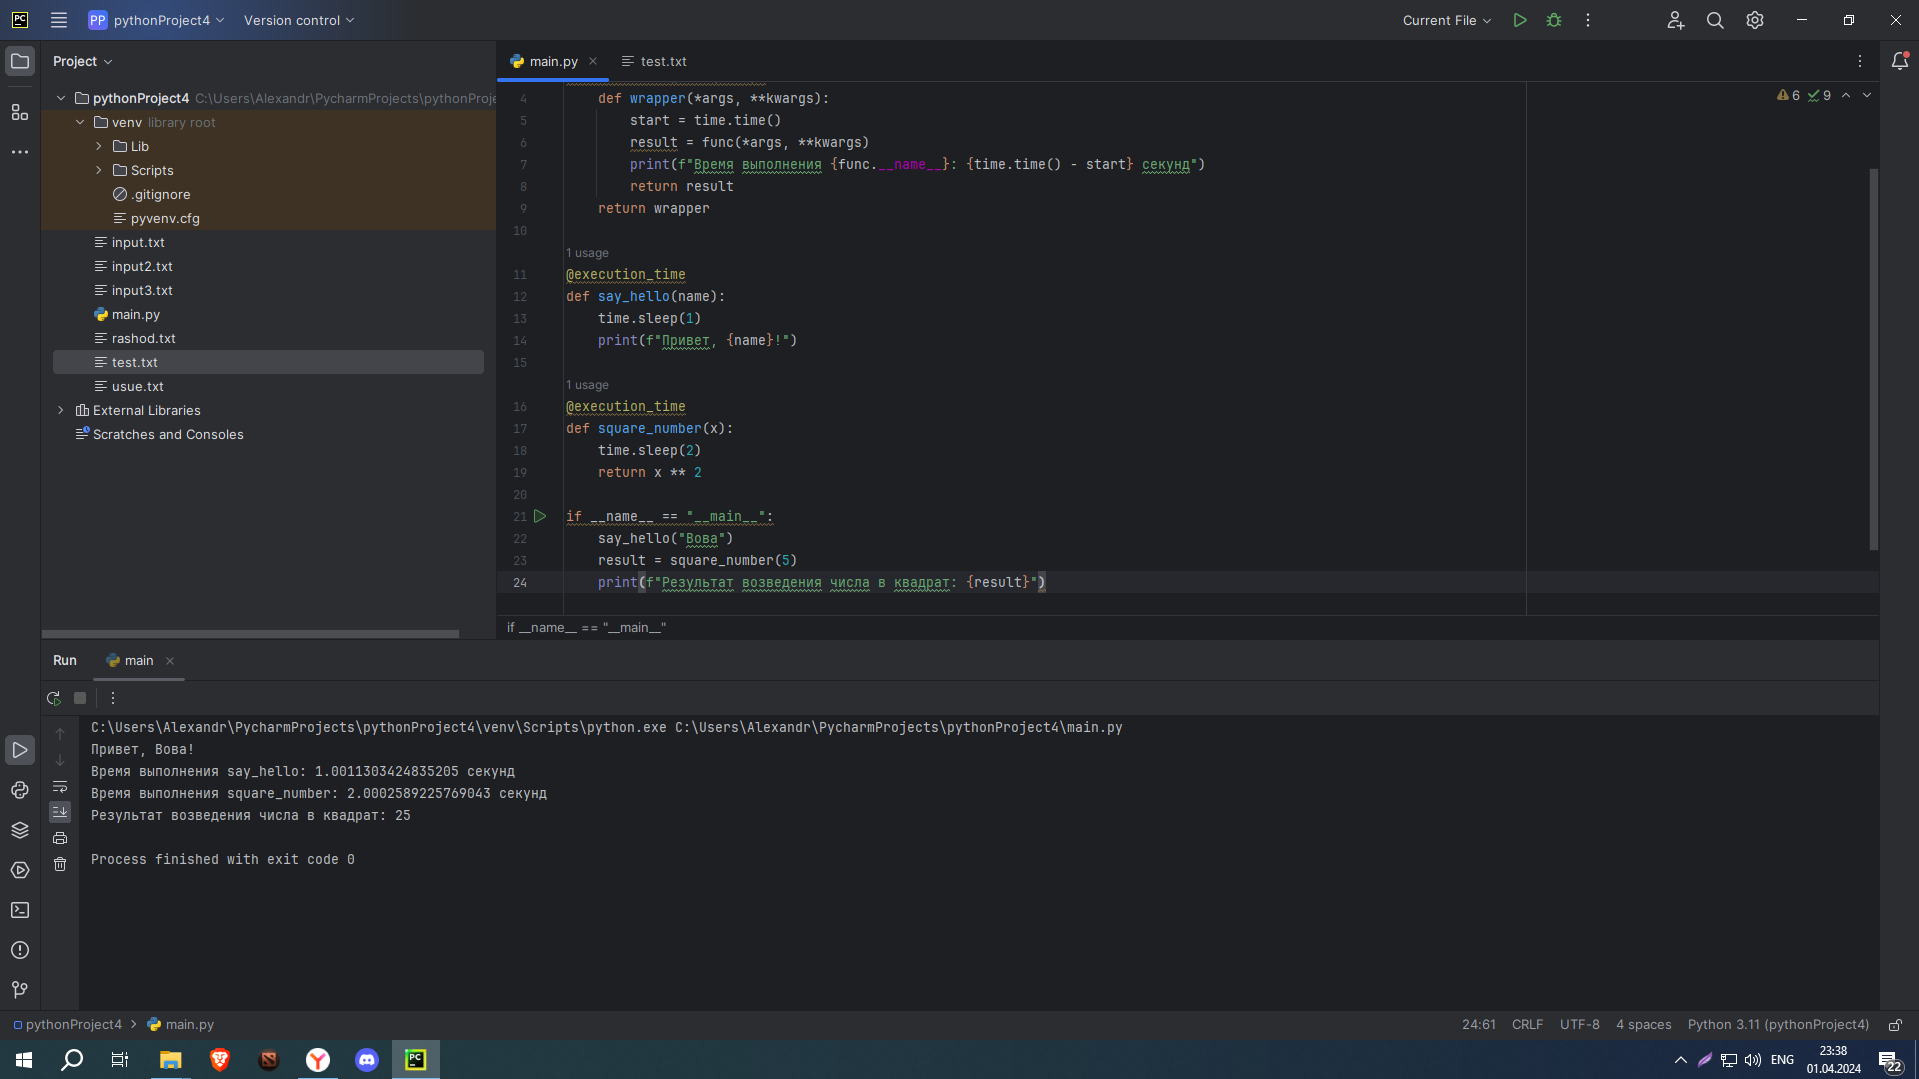 PC
PP pythonProject4
Version control
Current File
Project
main.py
test.txt
pythonProject4 C:\Users\Alexandr\PycharmProjects\pythonProje
venv library root
Lib
Scripts
.gitignore
pyvenv.cfg
input.txt
input2.txt
input3.txt
main.py
rashod.txt
test.txt
usue.txt
External Libraries
Scratches and Consoles
6 9
4 def wrapper(*args, **kwargs):
5 start = time.time()
6 result = func(*args, **kwargs)
7 print(f"Время выполнения {func.__name__}: {time.time() - start} секунд")
8 return result
9 return wrapper
10
1 usage
11 @execution_time
12 def say_hello(name):
13 time.sleep(1)
14 print(f"Привет, {name}!")
15
1 usage
16 @execution_time
17 def square_number(x):
18 time.sleep(2)
19 return x ** 2
20
21 if __name__ == "__main__":
22 say_hello("Вова")
23 result = square_number(5)
24 print(f"Результат возведения числа в квадрат: {result}")
if __name__ == "__main__"
Run
main
C:\Users\Alexandr\PycharmProjects\pythonProject4\venv\Scripts\python.exe C:\Users\Alexandr\PycharmProjects\pythonProject4\main.py
Привет, Вова!
Время выполнения say_hello: 1.0011303424835205 секунд
Время выполнения square_number: 2.0002589225769043 секунд
Результат возведения числа в квадрат: 25
Process finished with exit code 0
pythonProject4 > main.py
24:61 CRLF UTF-8 4 spaces Python 3.11 (pythonProject4)
PC
ENG
23:38
01.04.2024
22